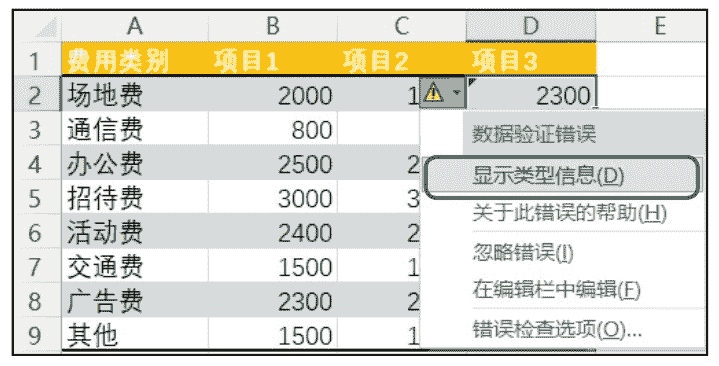 A B C D E
1 费用类别 项目1 项目2 项目3
2 场地费 2000 1 2300
3 通信费 800
数据验证错误
4 办公费 2500 2
显示类型信息(D)
5 招待费 3000 3
关于此错误的帮助(H)
6 活动费 2400 2
忽略错误(I)
7 交通费 1500 1
在编辑栏中编辑(F)
8 广告费 2300 2
错误检查选项(O)...
9 其他 1500 1